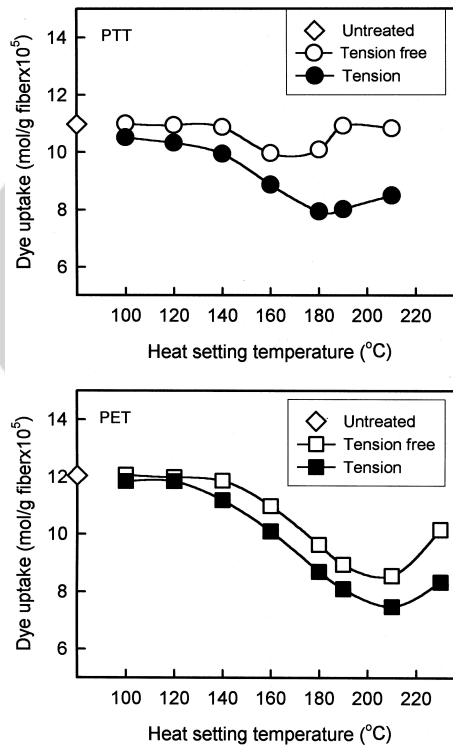 PTT
Untreated
Tension free
Tension
Dye uptake (mol/g fiberx10⁵)
14
12
10
8
6
100 120 140 160 180 200 220
Heat setting temperature (°C)
PET
Untreated
Tension free
Tension
Dye uptake (mol/g fiberx10⁵)
14
12
10
8
6
100 120 140 160 180 200 220
Heat setting temperature (°C)